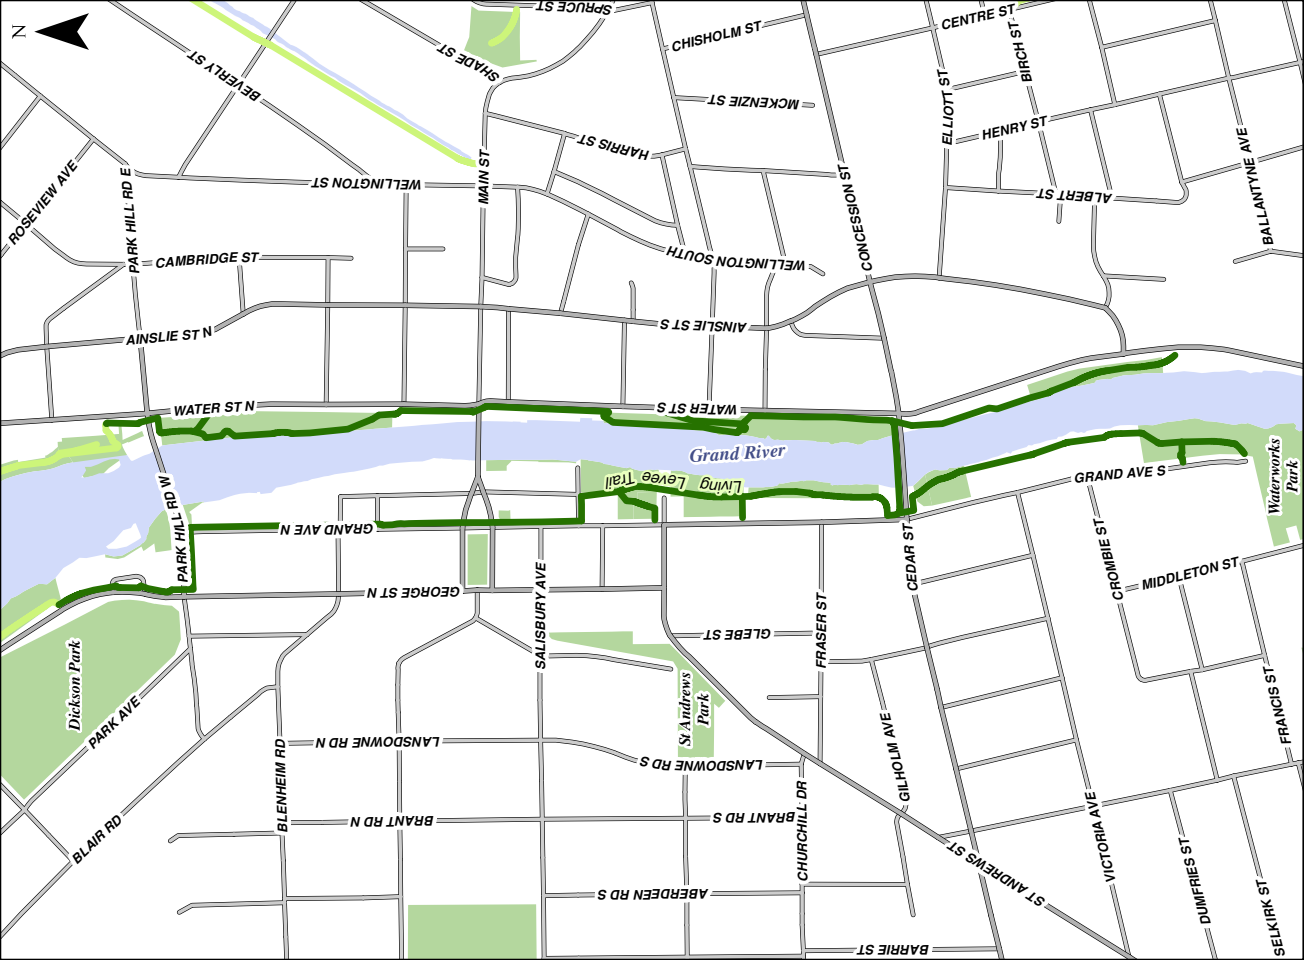 N
SPRUCE ST
CENTRE ST
CHISHOLM ST
BIRCH ST
SHADE ST
BEVERLY ST
MCKENZIE ST
ELLIOTT ST
HENRY ST
HARRIS ST
MAIN ST
BALLANTYNE AVE
ROSEVIEW AVE
PARK HILL RD E
WELLINGTON ST
CONCESSION ST
ALBERT ST
CAMBRIDGE ST
WELLINGTON SOUTH
AINSLIE ST N
AINSLIE ST S
WATER ST N
WATER ST S
Grand River
Living Levee Trail
GRAND AVE S
Waterworks
Park
PARK HILL RD W
GRAND AVE N
CEDAR ST
CROMBIE ST
MIDDLETON ST
GEORGE ST N
SALISBURY AVE
FRASER ST
GLEBE ST
Dickson Park
PARK AVE
St Andrews
Park
FRANCIS ST
BLENHEIM RD
LANSDOWNE RD N
LANSDOWNE RD S
GILHOLM AVE
BLAIR RD
BRANT RD N
BRANT RD S
CHURCHILL DR
VICTORIA AVE
ST ANDREWS ST
DUMFRIES ST
SELKIRK ST
ABERDEEN RD S
BARRIE ST